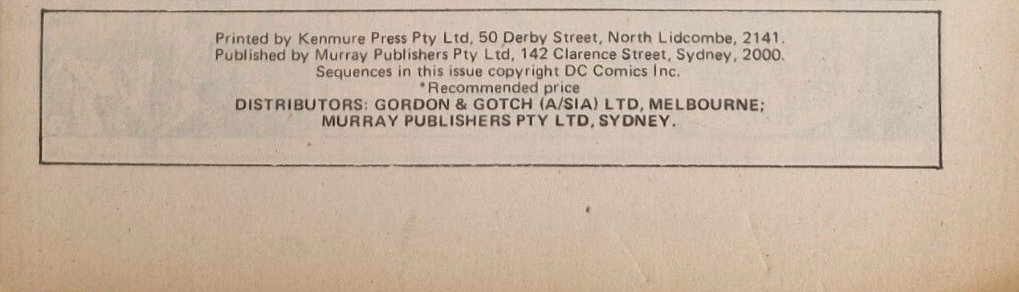 Printed by Kenmure Press Pty Ltd, 50 Derby Street, North Lidcombe, 2141.
Published by Murray Publishers Pty Ltd, 142 Clarence Street, Sydney, 2000.
Sequences in this issue copyright DC Comics Inc.
*Recommended price
DISTRIBUTORS: GORDON & GOTCH (A/SIA) LTD, MELBOURNE;
MURRAY PUBLISHERS PTY LTD, SYDNEY.